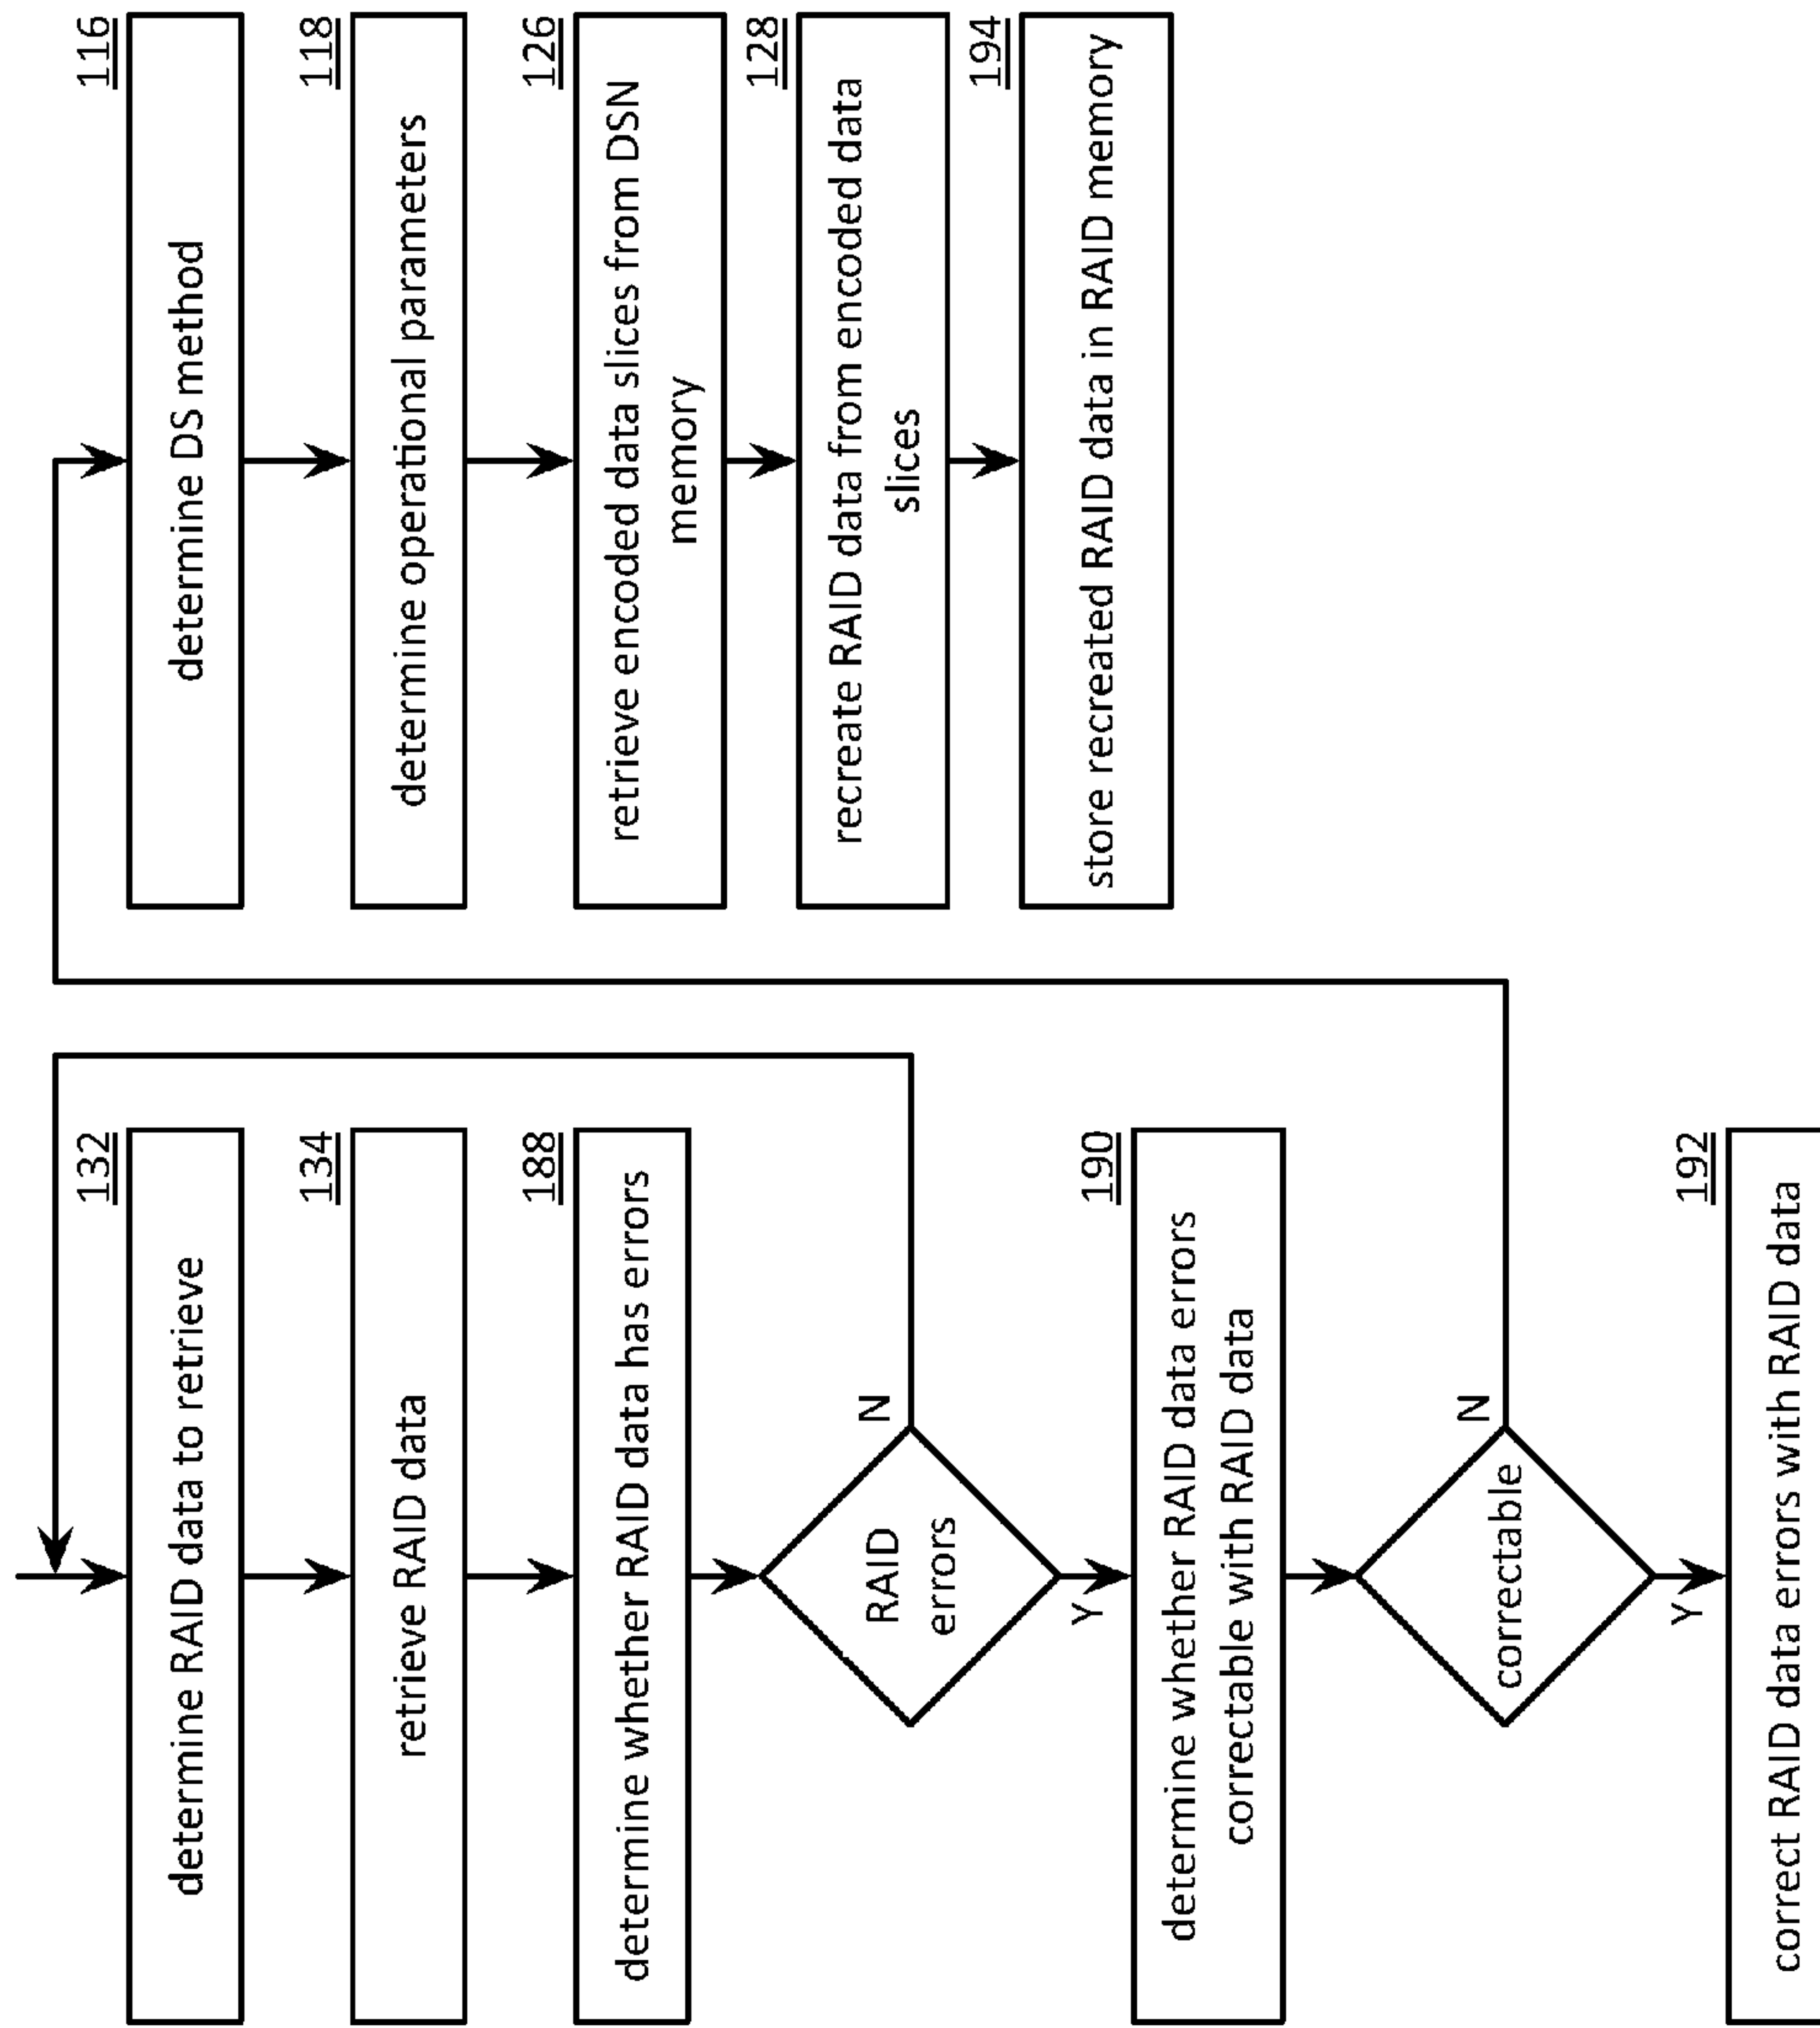 132
determine RAID data to retrieve
134
retrieve RAID data
188
determine whether RAID data has errors
RAID
errors
N
Y
190
determine whether RAID data errors
correctable with RAID data
correctable
N
Y
192
correct RAID data errors with RAID data
116
determine DS method
118
determine operational parameters
126
retrieve encoded data slices from DSN
memory
128
recreate RAID data from encoded data
slices
194
store recreated RAID data in RAID memory